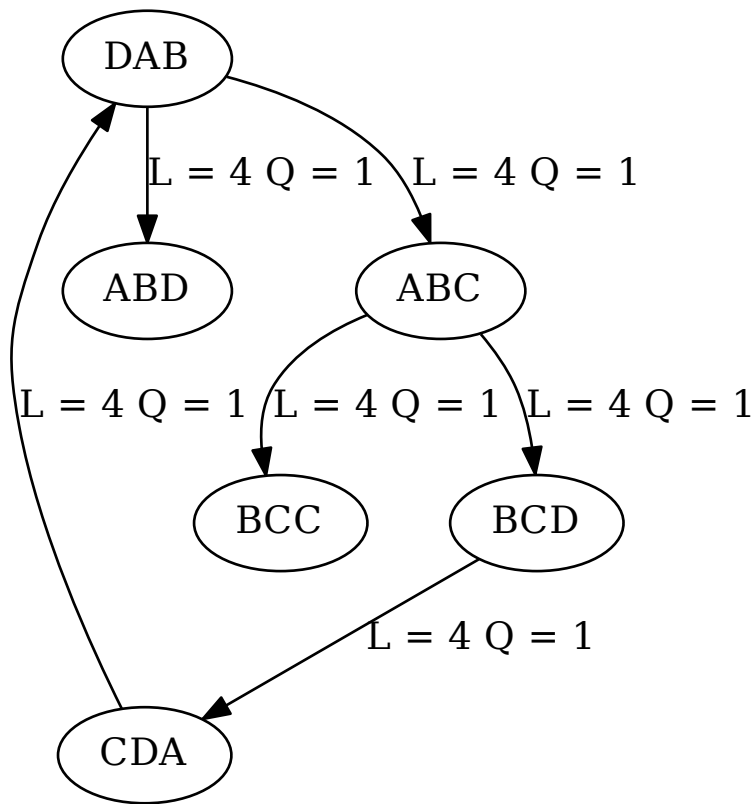 DAB
L = 4 Q = 1
L = 4 Q = 1
ABD
ABC
L = 4 Q = 1
L = 4 Q = 1
L = 4 Q = 1
BCC
BCD
L = 4 Q = 1
CDA